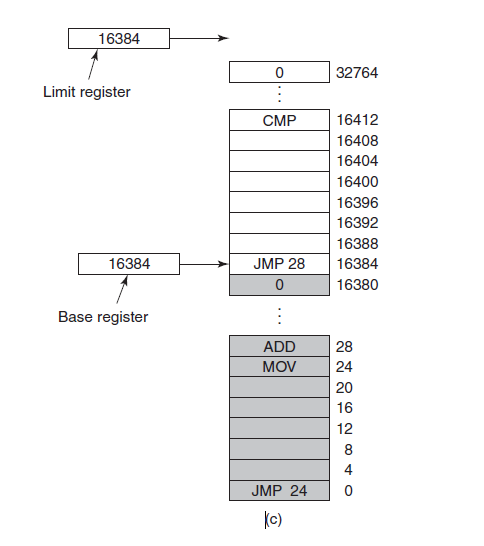 16384
Limit register
0 32764
⋮
CMP 16412
16408
16404
16400
16396
16392
16388
16384 JMP 28 16384
0 16380
Base register
⋮
ADD 28
MOV 24
20
16
12
8
4
JMP 24 0
(c)